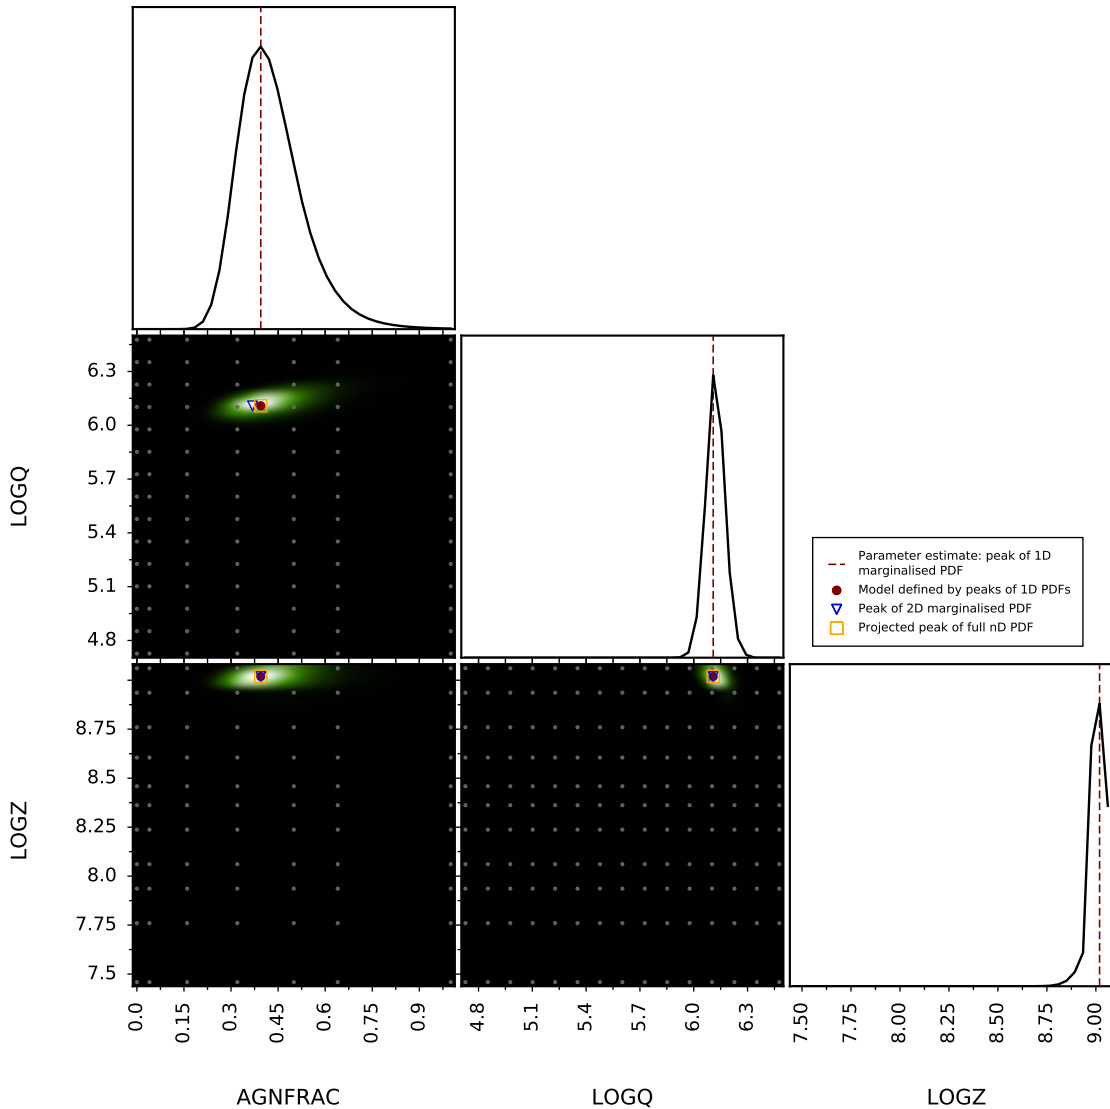 6.3
6.0
5.7
5.4
5.1
4.8
LOGQ
Parameter estimate: peak of 1D
marginalised PDF
Model defined by peaks of 1D PDFs
Peak of 2D marginalised PDF
Projected peak of full nD PDF
8.75
8.5
8.25
8.0
7.75
7.5
LOGZ
0.0 0.15 0.3 0.45 0.6 0.75 0.9
4.8 5.1 5.4 5.7 6.0 6.3
7.50 7.75 8.00 8.25 8.50 8.75 9.00
AGNFRAC LOGQ LOGZ